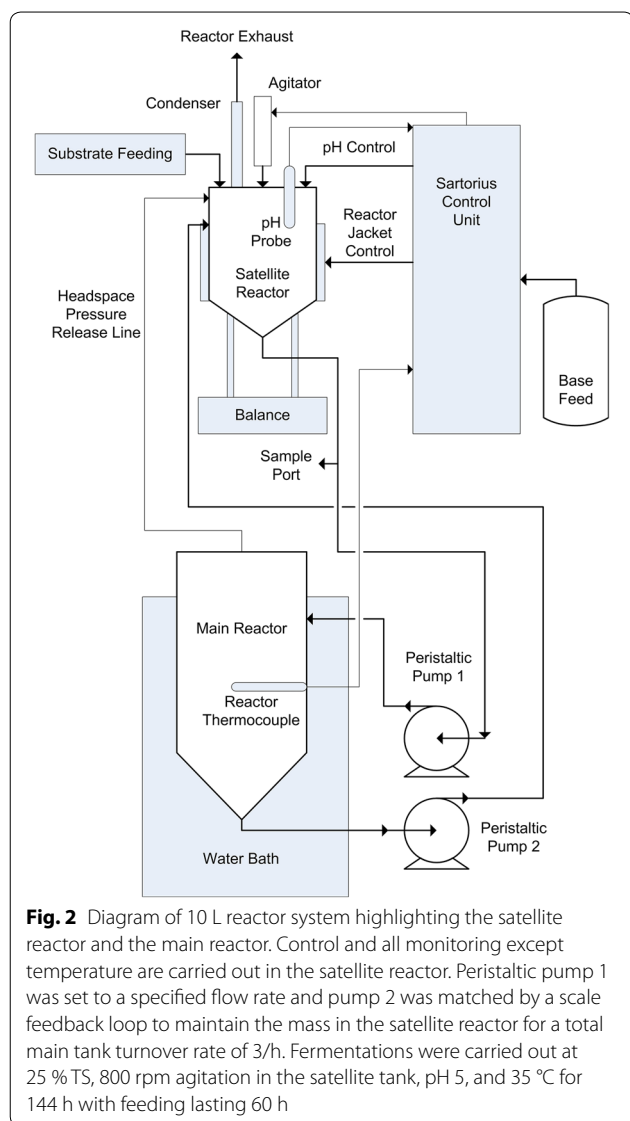 Reactor Exhaust
Agitator
Condenser
Substrate Feeding
pH Control
Sartorius
Control
Unit
pH
Probe
Reactor
Jacket
Control
Satellite
Reactor
Headspace
Pressure
Release Line
Base
Feed
Balance
Sample
Port
Main Reactor
Peristaltic
Pump 1
Reactor
Thermocouple
Peristaltic
Pump 2
Water Bath
Fig. 2 Diagram of 10 L reactor system highlighting the satellite
reactor and the main reactor. Control and all monitoring except
temperature are carried out in the satellite reactor. Peristaltic pump 1
was set to a specified flow rate and pump 2 was matched by a scale
feedback loop to maintain the mass in the satellite reactor for a total
main tank turnover rate of 3/h. Fermentations were carried out at
25 % TS, 800 rpm agitation in the satellite tank, pH 5, and 35 °C for
144 h with feeding lasting 60 h